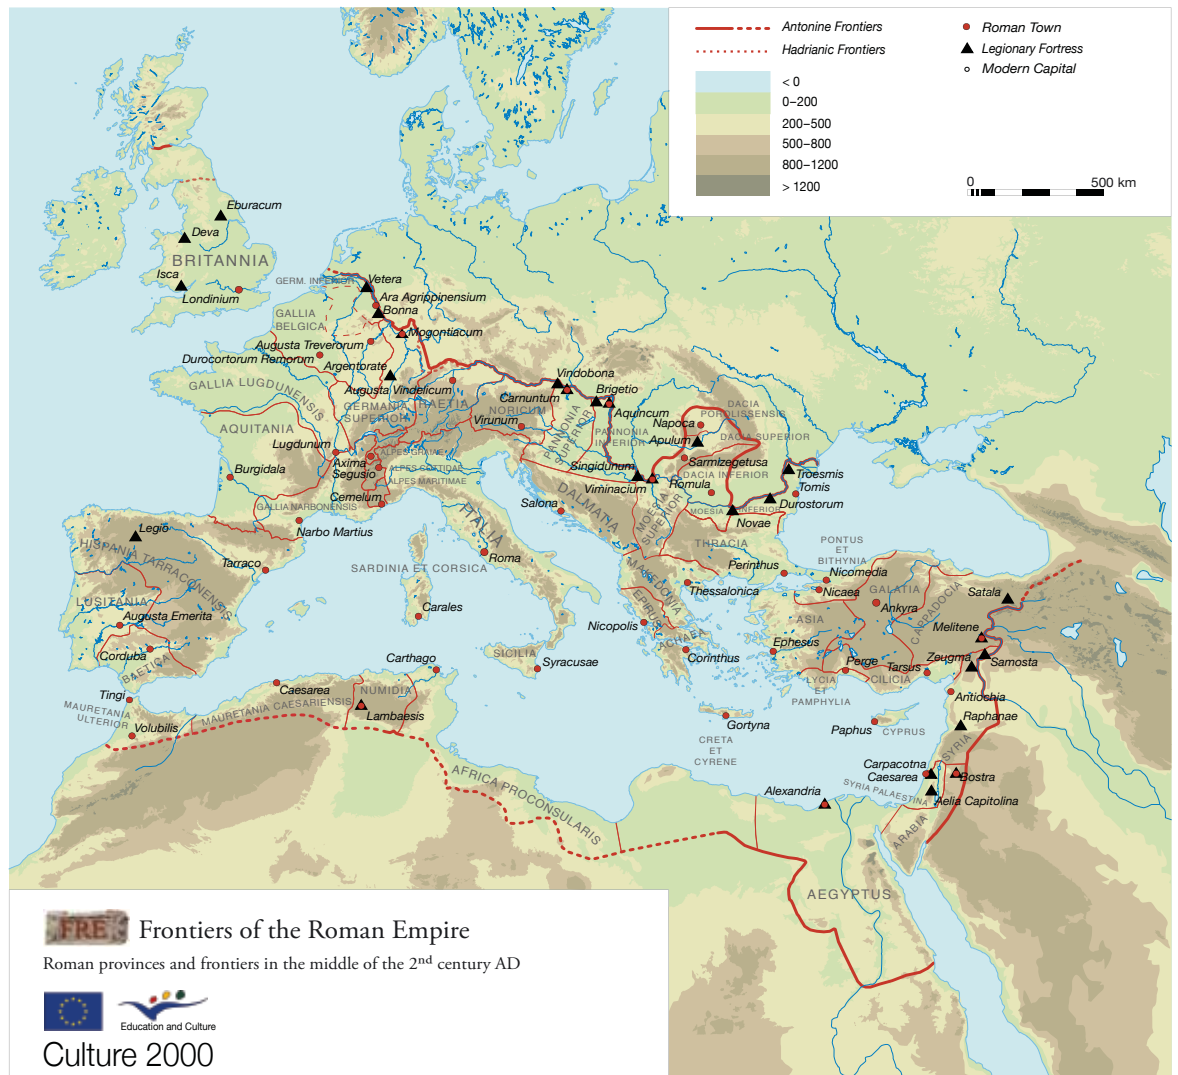 Antonine Frontiers
Hadrianic Frontiers
< 0
0–200
200–500
500–800
800–1200
> 1200
Roman Town
Legionary Fortress
Modern Capital
0 500 km
Eburacum
Deva
BRITANNIA
Isca
Londinium
GERM. INFERIOR
Vetera
Ara Agrippinensium
Bonna
GALLIA
BELGICA
Mogontiacum
Augusta Treverorum
Durocortorum Remorum
Argentorate
GALLIA LUGDUNENSIS
Augusta Vindelicum
GERMANIA
SUPERIOR
RAETIA
Vindobona
Carnuntum
Brigetio
NORICUM
Aquncum
Virunum
PANNONIA
SUPERIOR
PANNONIA
INFERIOR
DACIA
POROLISSENSIS
Napoca
DACIA SUPERIOR
Apulum
AQUITANIA
Lugdunum
ALPES GRAIAE
Axima
ALPES COTTIDAE
Segusio
ALPES MARITIMAE
Burgidala
Cemelum
GALLIA NARBONENSIS
Narbo Martius
Singidunum
Sarmizegetusa
DACIA INFERIOR
Viminacium
Romula
Troesmis
Tomis
Durostorum
MOESIA INFERIOR
Novae
MOESIA
SUPERIOR
DALMATIA
Salona
ITALIA
Legio
HISPANIA TARRACONENSIS
Tarraco
LUSITANIA
Augusta Emerita
Corduba
BAETICA
SARDINIA ET CORSICA
Roma
Carales
THRACIA
Perinthus
PONTUS
ET
BITHYNIA
Nicomedia
Nicaea
MAKEDONIA
Thessalonica
EPIRUS
Nicopolis
ACHAEA
Corinthus
GALATIA
Ankyra
CAPPADOCIA
Satala
ASIA
Melitene
Ephesus
Zeugma
Samosta
Perge
Tarsus
CILICIA
LYCIA
ET
PAMPHYLIA
Antiochia
SICILIA
Syracusae
Carthago
Tingi
MAURETANIA
ULTERIOR
Volubilis
Caesarea
MAURETANIA CAESARIENSIS
NUMIDIA
Lambaesis
Gortyna
CRETA
ET
CYRENE
Paphus
CYPRUS
Raphanae
SYRIA
Carpacotna
Caesarea
Bostra
SYRIA PALAESTINA
Aelia Capitolina
ARABIA
Alexandria
AFRICA PROCONSULARIS
AEGYPTUS
FRE
Frontiers of the Roman Empire
Roman provinces and frontiers in the middle of the 2nd century AD
Education and Culture
Culture 2000